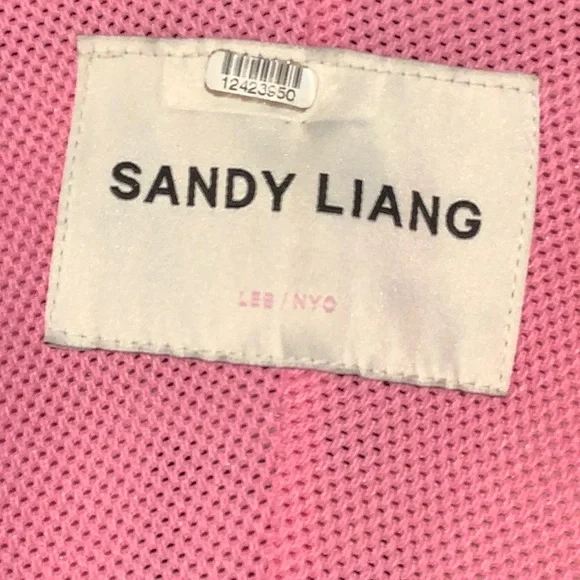 12423950
SANDY LIANG
LES / NYC